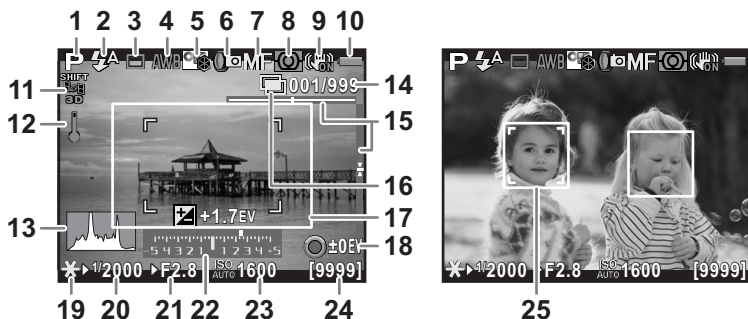 1 2 3 4 5 6 7 8 9 10
P A AWB MF ON
P A AWB MF ON
11 SHIFT 3D
001/999 14
12
15
16
+1.7EV
17
13
-5 4 3 2 1 1 2 3 4 +5
±0EV 18
1/2000 F2.8 ISO AUTO 1600 [9999]
1/2000 F2.8 ISO AUTO 1600 [9999]
19 20 21 22 23 24
25